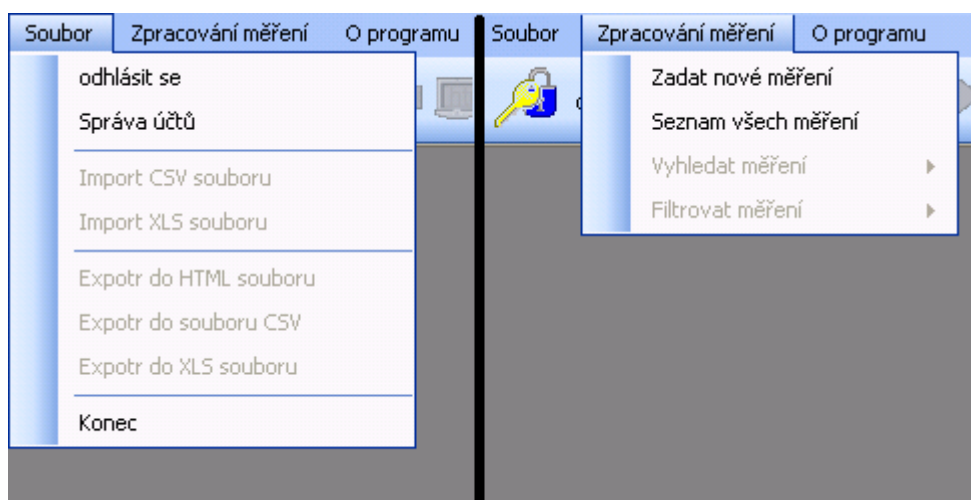 Soubor Zpracování měření O programu
odhlásit se
Správa účtů
Import CSV souboru
Import XLS souboru
Expotr do HTML souboru
Expotr do souboru CSV
Expotr do XLS souboru
Konec
Soubor Zpracování měření O programu
Zadat nové měření
Seznam všech měření
Vyhledat měření
Filtrovat měření